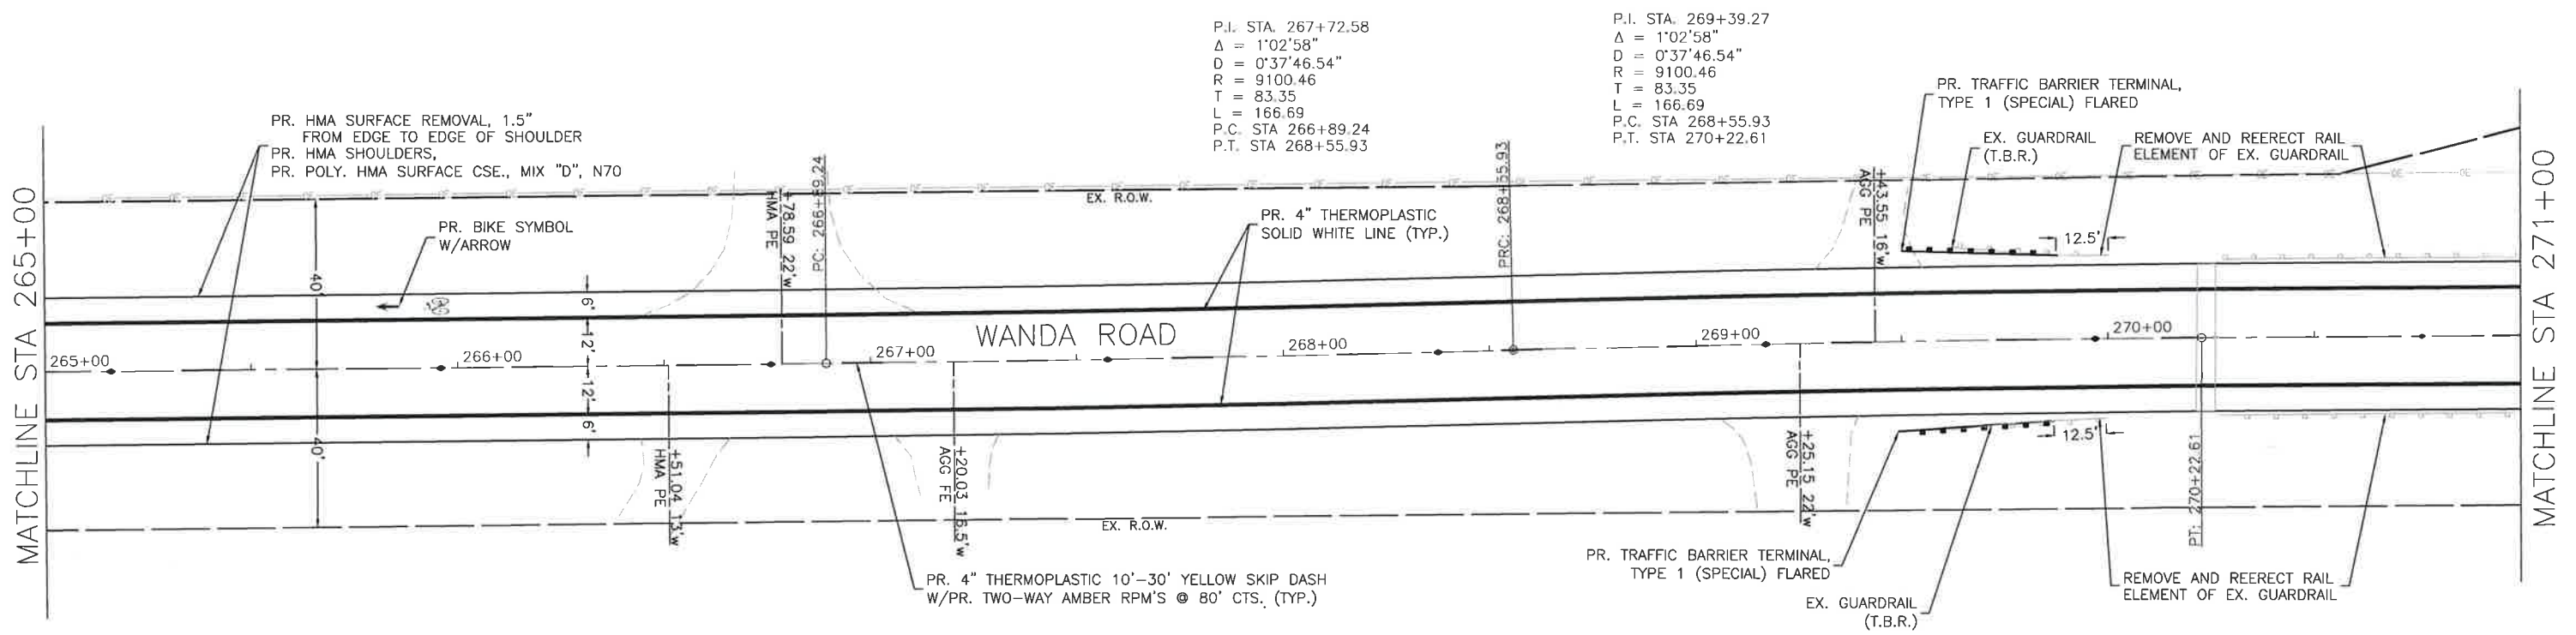 P.I. STA. 267+72.58
Δ = 1°02'58"
D = 0°37'46.54"
R = 9100.46
T = 83.35
L = 166.69
P.C. STA 266+89.24
P.T. STA 268+55.93
P.I. STA. 269+39.27
Δ = 1°02'58"
D = 0°37'46.54"
R = 9100.46
T = 83.35
L = 166.69
P.C. STA 268+55.93
P.T. STA 270+22.61
PR. HMA SURFACE REMOVAL, 1.5"
FROM EDGE TO EDGE OF SHOULDER
PR. HMA SHOULDERS,
PR. POLY. HMA SURFACE CSE., MIX "D", N70
PR. TRAFFIC BARRIER TERMINAL,
TYPE 1 (SPECIAL) FLARED
EX. GUARDRAIL
(T.B.R.)
REMOVE AND REERECT RAIL
ELEMENT OF EX. GUARDRAIL
MATCHLINE STA 265+00
MATCHLINE STA 271+00
OE OE OE OE OE
EX. R.O.W.
PR. BIKE SYMBOL
W/ARROW
PR. 4" THERMOPLASTIC
SOLID WHITE LINE (TYP.)
+78.59 22'w
HMA PE
PC: 266+89.24
PRC: 268+55.93
+43.55 16'w
AGG PE
12.5'
40'
6'
12'
12'
6'
40'
WANDA ROAD
265+00
266+00
267+00
268+00
269+00
270+00
+51.04 13'w
HMA PE
+20.03 16.5'w
AGG FE
+25.15 22'w
AGG PE
12.5'
PT: 270+22.61
EX. R.O.W.
PR. 4" THERMOPLASTIC 10'-30' YELLOW SKIP DASH
W/PR. TWO-WAY AMBER RPM'S @ 80' CTS. (TYP.)
PR. TRAFFIC BARRIER TERMINAL,
TYPE 1 (SPECIAL) FLARED
EX. GUARDRAIL
(T.B.R.)
REMOVE AND REERECT RAIL
ELEMENT OF EX. GUARDRAIL